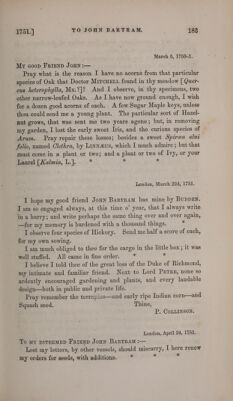 175L.] TO JOHN BARTRAM. 183
March 5, 1750–1.
MY GOOD FRIEND JOHN:—
Pray what is the reason I have no acorns from that particular
species of Oak that Doctor MITCHELL found in thy meadow [Quer-
cus heterophylla, MX.?]? And I observe, in thy specimens, two
other narrow-leafed Oaks. As I have now ground enough, I wish
for a dozen good acorns of each. A few Sugar Maple keys, unless
thou could send me a young plant. The particular sort of Hazel-
nut grows, that was sent me two years agone; but, in removing
my garden, I lost the early sweet Iris, and the curious species of
Arum. Pray repair these losses; besides a sweet Spiræa alni
folio, named Clethra, by LINNÆUS, which I much admire; but that
must come in a plant or two; and a plant or two of Ivy, or your
Laurel [Kalmia, L.]. * * *
London, March 22d, 1751.
I hope my good friend JOHN BARTRAM has mine by BUDDEN.
I am so engaged always, at this time o' year, that I always write
in a hurry; and write perhaps the same thing over and over again,
—for my memory is burdened with a thousand things. *
I observe four species of Hickory. Send me half a score of each,
for my own sowing.
I am much obliged to thee for the cargo in the little box; it was
well stuffed. All came in fine order. * *
I believe I told thee of the great loss of the Duke of Richmond,
my intimate and familiar friend. Next to Lord PETRE, none so
ardently encouraged gardening and plants, and every laudable
design—both in public and private life.
Pray remember the terrapins—and early ripe Indian corn—and
Squash seed. Thine,
P. COLLINSON.
London, April 24, 1751.
TO MY ESTEEMED FRIEND JOHN BARTRAM:—
Lest my letters, by other vessels, should miscarry, I here renew
my orders for seeds, with additions. * * *